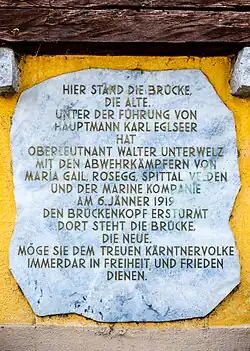 HIER STAND DIE BRÜCKE,
DIE ALTE.
UNTER DER FÜHRUNG VON
HAUPTMANN KARL EGLSEER
HAT
OBERLEUTNANT WALTER UNTERWELZ
MIT DEN ABWEHRKÄMPFERN VON
MARIA GAIL, ROSEGG, SPITTAL, VELDEN
UND DER MARINE KOMPANIE
AM 6. JÄNNER 1919
DEN BRÜCKENKOPF ERSTÜRMT
DORT STEHT DIE BRÜCKE,
DIE NEUE.
MÖGE SIE DEM TREUEN KÄRNTNERVOLKE
IMMERDAR IN FREIHEIT UND FRIEDEN
DIENEN.